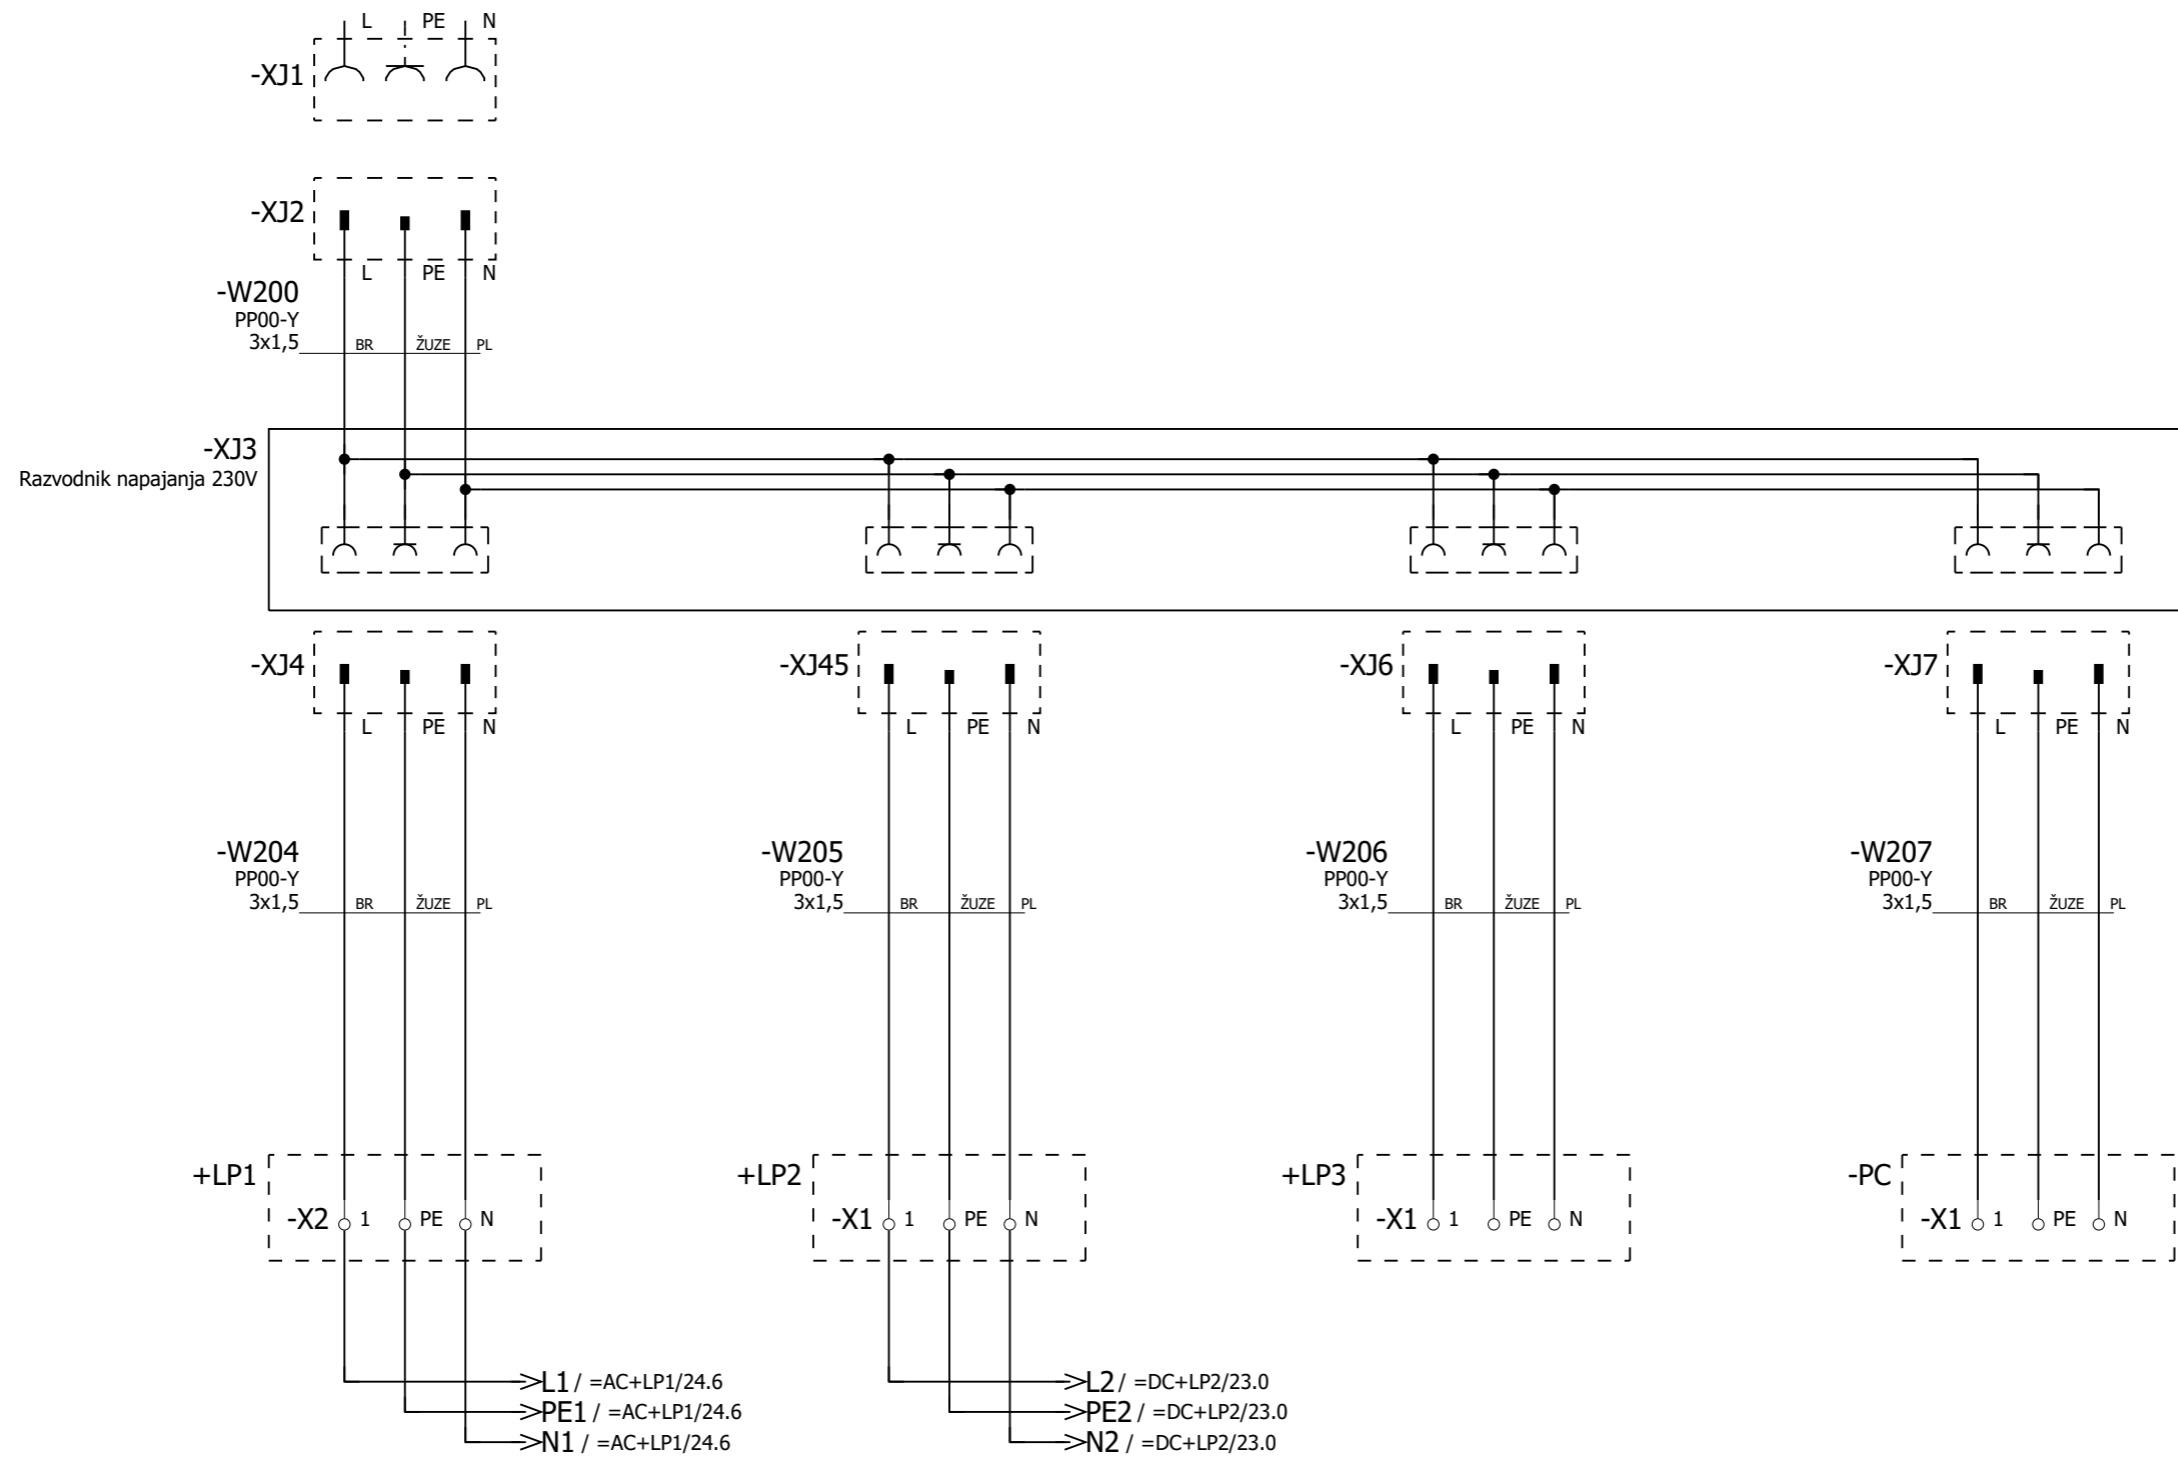 L PE N
-XJ1
-XJ2
L PE N
-W200
PP00-Y
3x1,5 BR ŽUZE PL
-XJ3
Razvodnik napajanja 230V
-XJ4 -XJ45 -XJ6 -XJ7
L PE N L PE N L PE N L PE N
-W204 -W205 -W206 -W207
PP00-Y PP00-Y PP00-Y PP00-Y
3x1,5 BR ŽUZE PL 3x1,5 BR ŽUZE PL 3x1,5 BR ŽUZE PL 3x1,5 BR ŽUZE PL
+LP1 +LP2 +LP3 -PC
-X2 1 PE N -X1 1 PE N -X1 1 PE N -X1 1 PE N
L1 / =AC+LP1/24.6 L2 / =DC+LP2/23.0
PE1 / =AC+LP1/24.6 PE2 / =DC+LP2/23.0
N1 / =AC+LP1/24.6 N2 / =DC+LP2/23.0